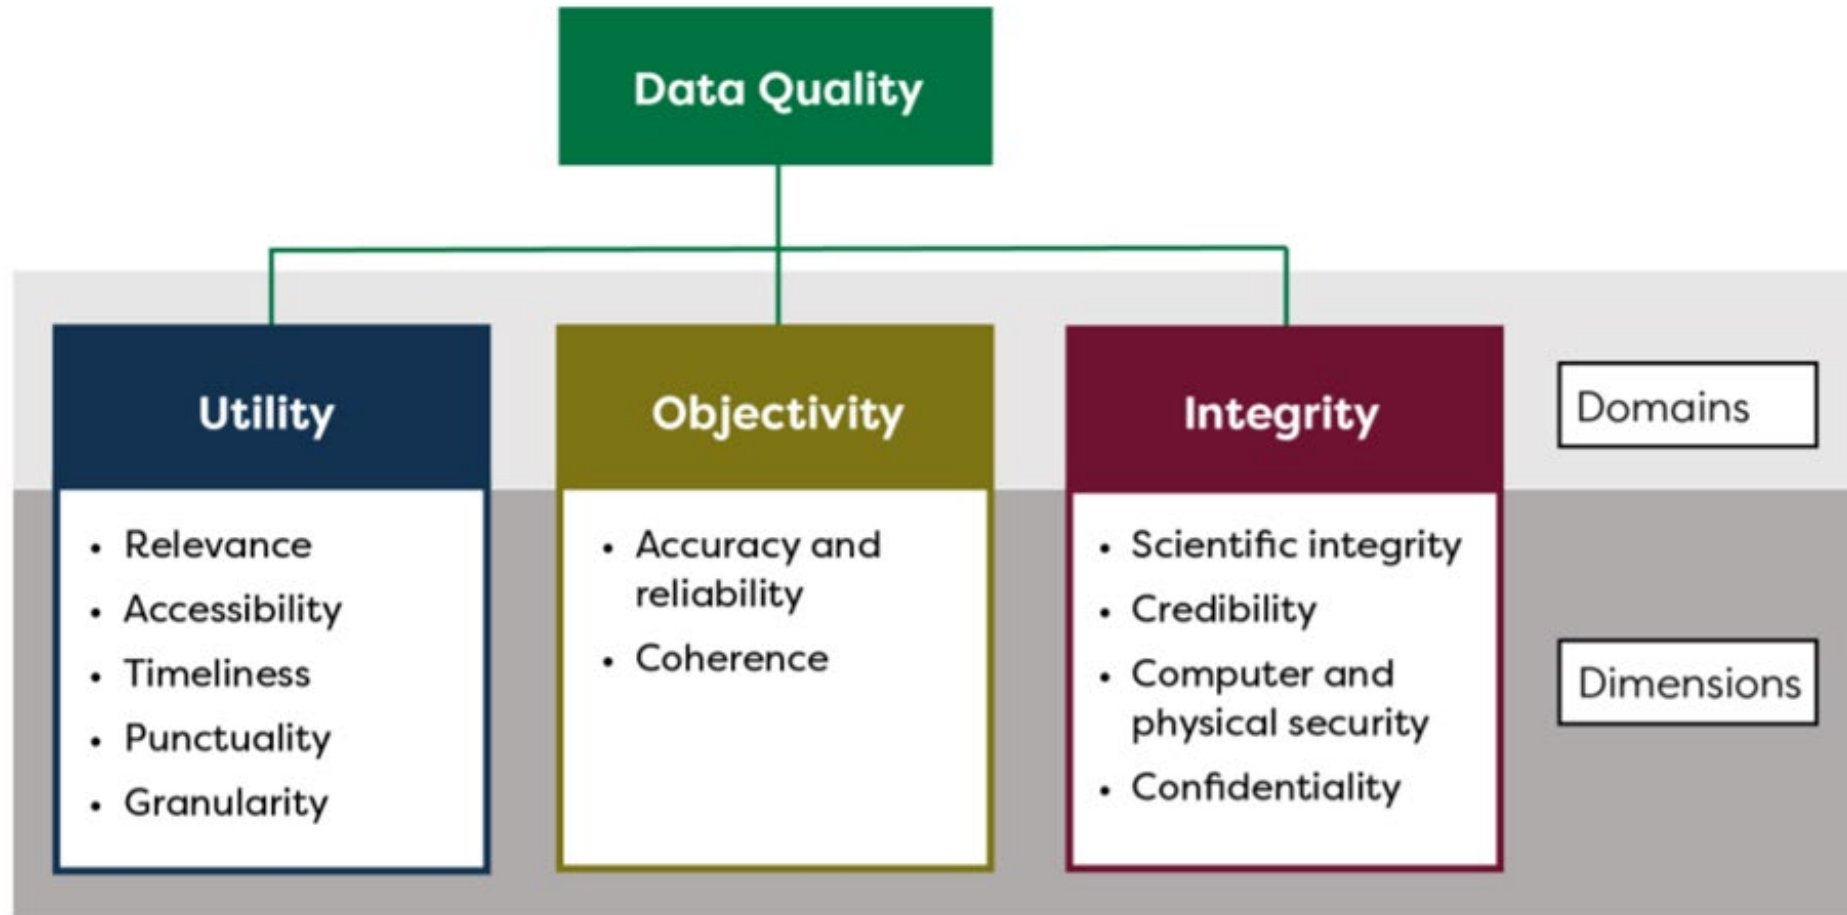 Data Quality
Utility
• Relevance
• Accessibility
• Timeliness
• Punctuality
• Granularity
Objectivity
• Accuracy and
reliability
• Coherence
Integrity
• Scientific integrity
• Credibility
• Computer and
physical security
• Confidentiality
Domains
Dimensions